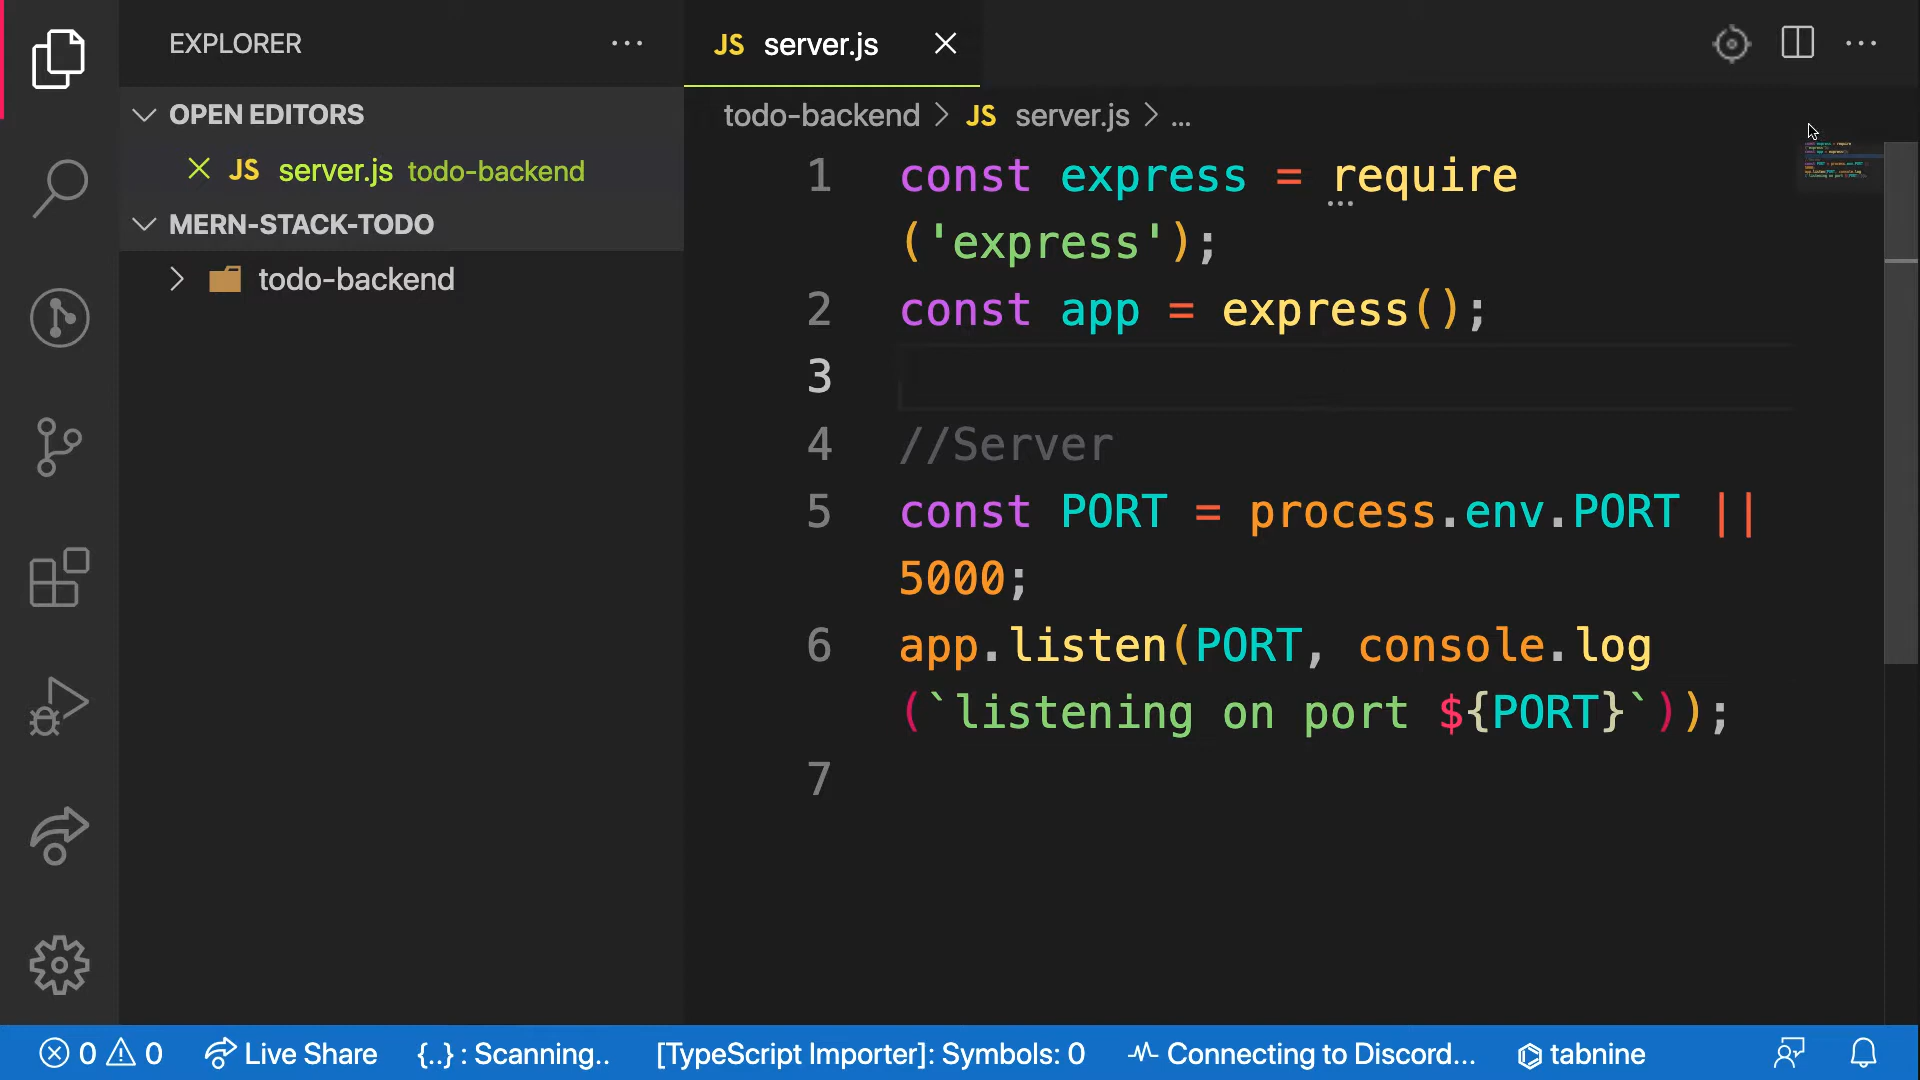 EXPLORER
OPEN EDITORS
JS server.js todo-backend
MERN-STACK-TODO
todo-backend
JS server.js
todo-backend > JS server.js > ...
1 const express = require
('express');
2 const app = express();
3
4 //Server
5 const PORT = process.env.PORT ||
5000;
6 app.listen(PORT, console.log
(`listening on port ${PORT}`));
7
0 0 Live Share {..} : Scanning.. [TypeScript Importer]: Symbols: 0 Connecting to Discord... tabnine